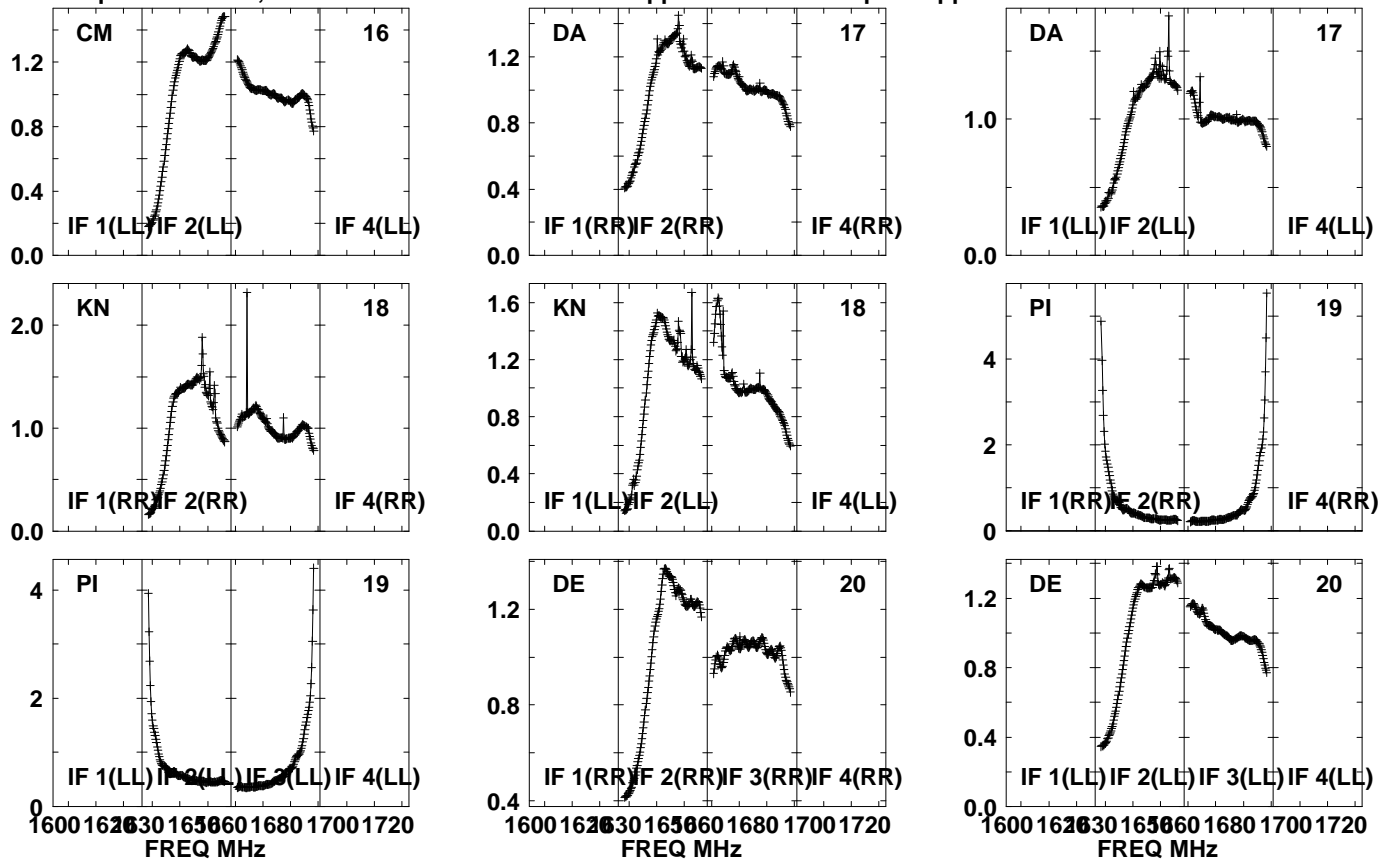 CM 16
1.2
0.8
0.4
0.0
IF 1(LL) IF 2(LL) IF 4(LL)
DA 17
1.2
0.8
0.4
0.0
IF 1(RR) IF 2(RR) IF 4(RR)
DA 17
1.0
0.0
IF 1(LL) IF 2(LL) IF 4(LL)
KN 18
2.0
1.0
0.0
IF 1(RR) IF 2(RR) IF 4(RR)
KN 18
1.6
1.2
0.8
0.4
0.0
IF 1(LL) IF 2(LL) IF 4(LL)
PI 19
4
2
0
IF 1(RR) IF 2(RR) IF 4(RR)
PI 19
4
2
0
IF 1(LL) IF 2(LL) IF 3(LL) IF 4(LL)
1600 1620 1630 1650 1660 1700 1720
FREQ MHz
DE 20
1.2
0.8
0.4
IF 1(RR) IF 2(RR) IF 3(RR) IF 4(RR)
1600 1620 1630 1650 1660 1700 1720
FREQ MHz
DE 20
1.2
0.8
0.4
0.0
IF 1(LL) IF 2(LL) IF 3(LL) IF 4(LL)
1600 1620 1630 1650 1660 1700 1720
FREQ MHz